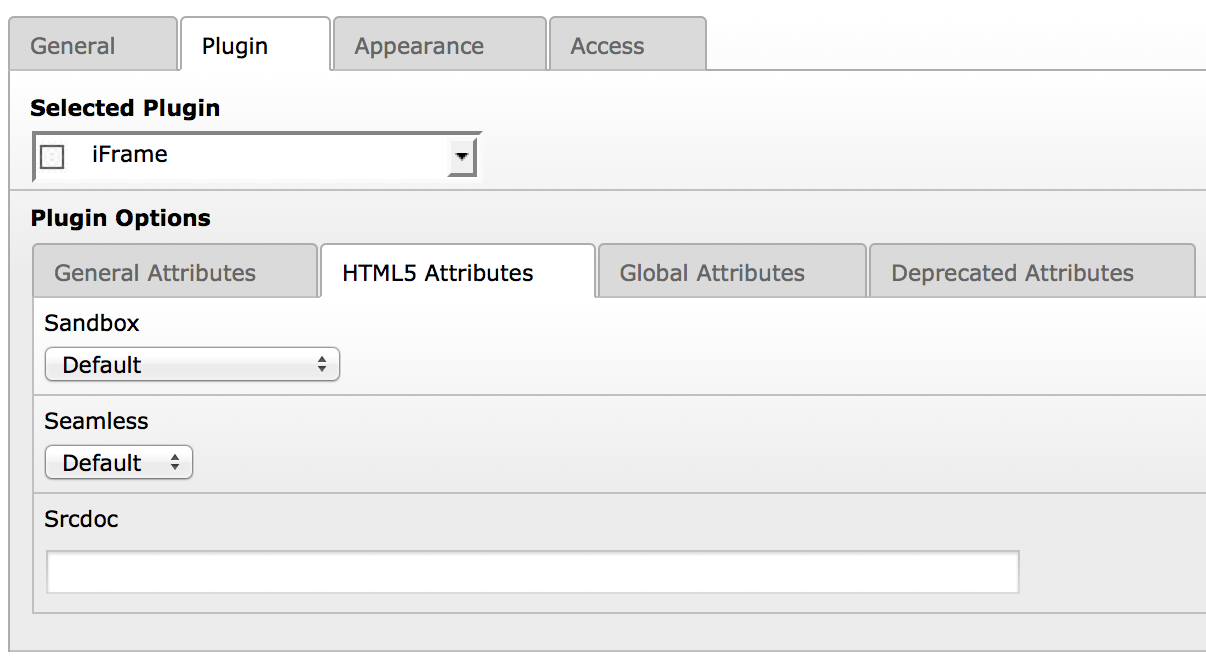 General Plugin Appearance Access
Selected Plugin
iFrame
Plugin Options
General Attributes HTML5 Attributes Global Attributes Deprecated Attributes
Sandbox
Default
Seamless
Default
Srcdoc